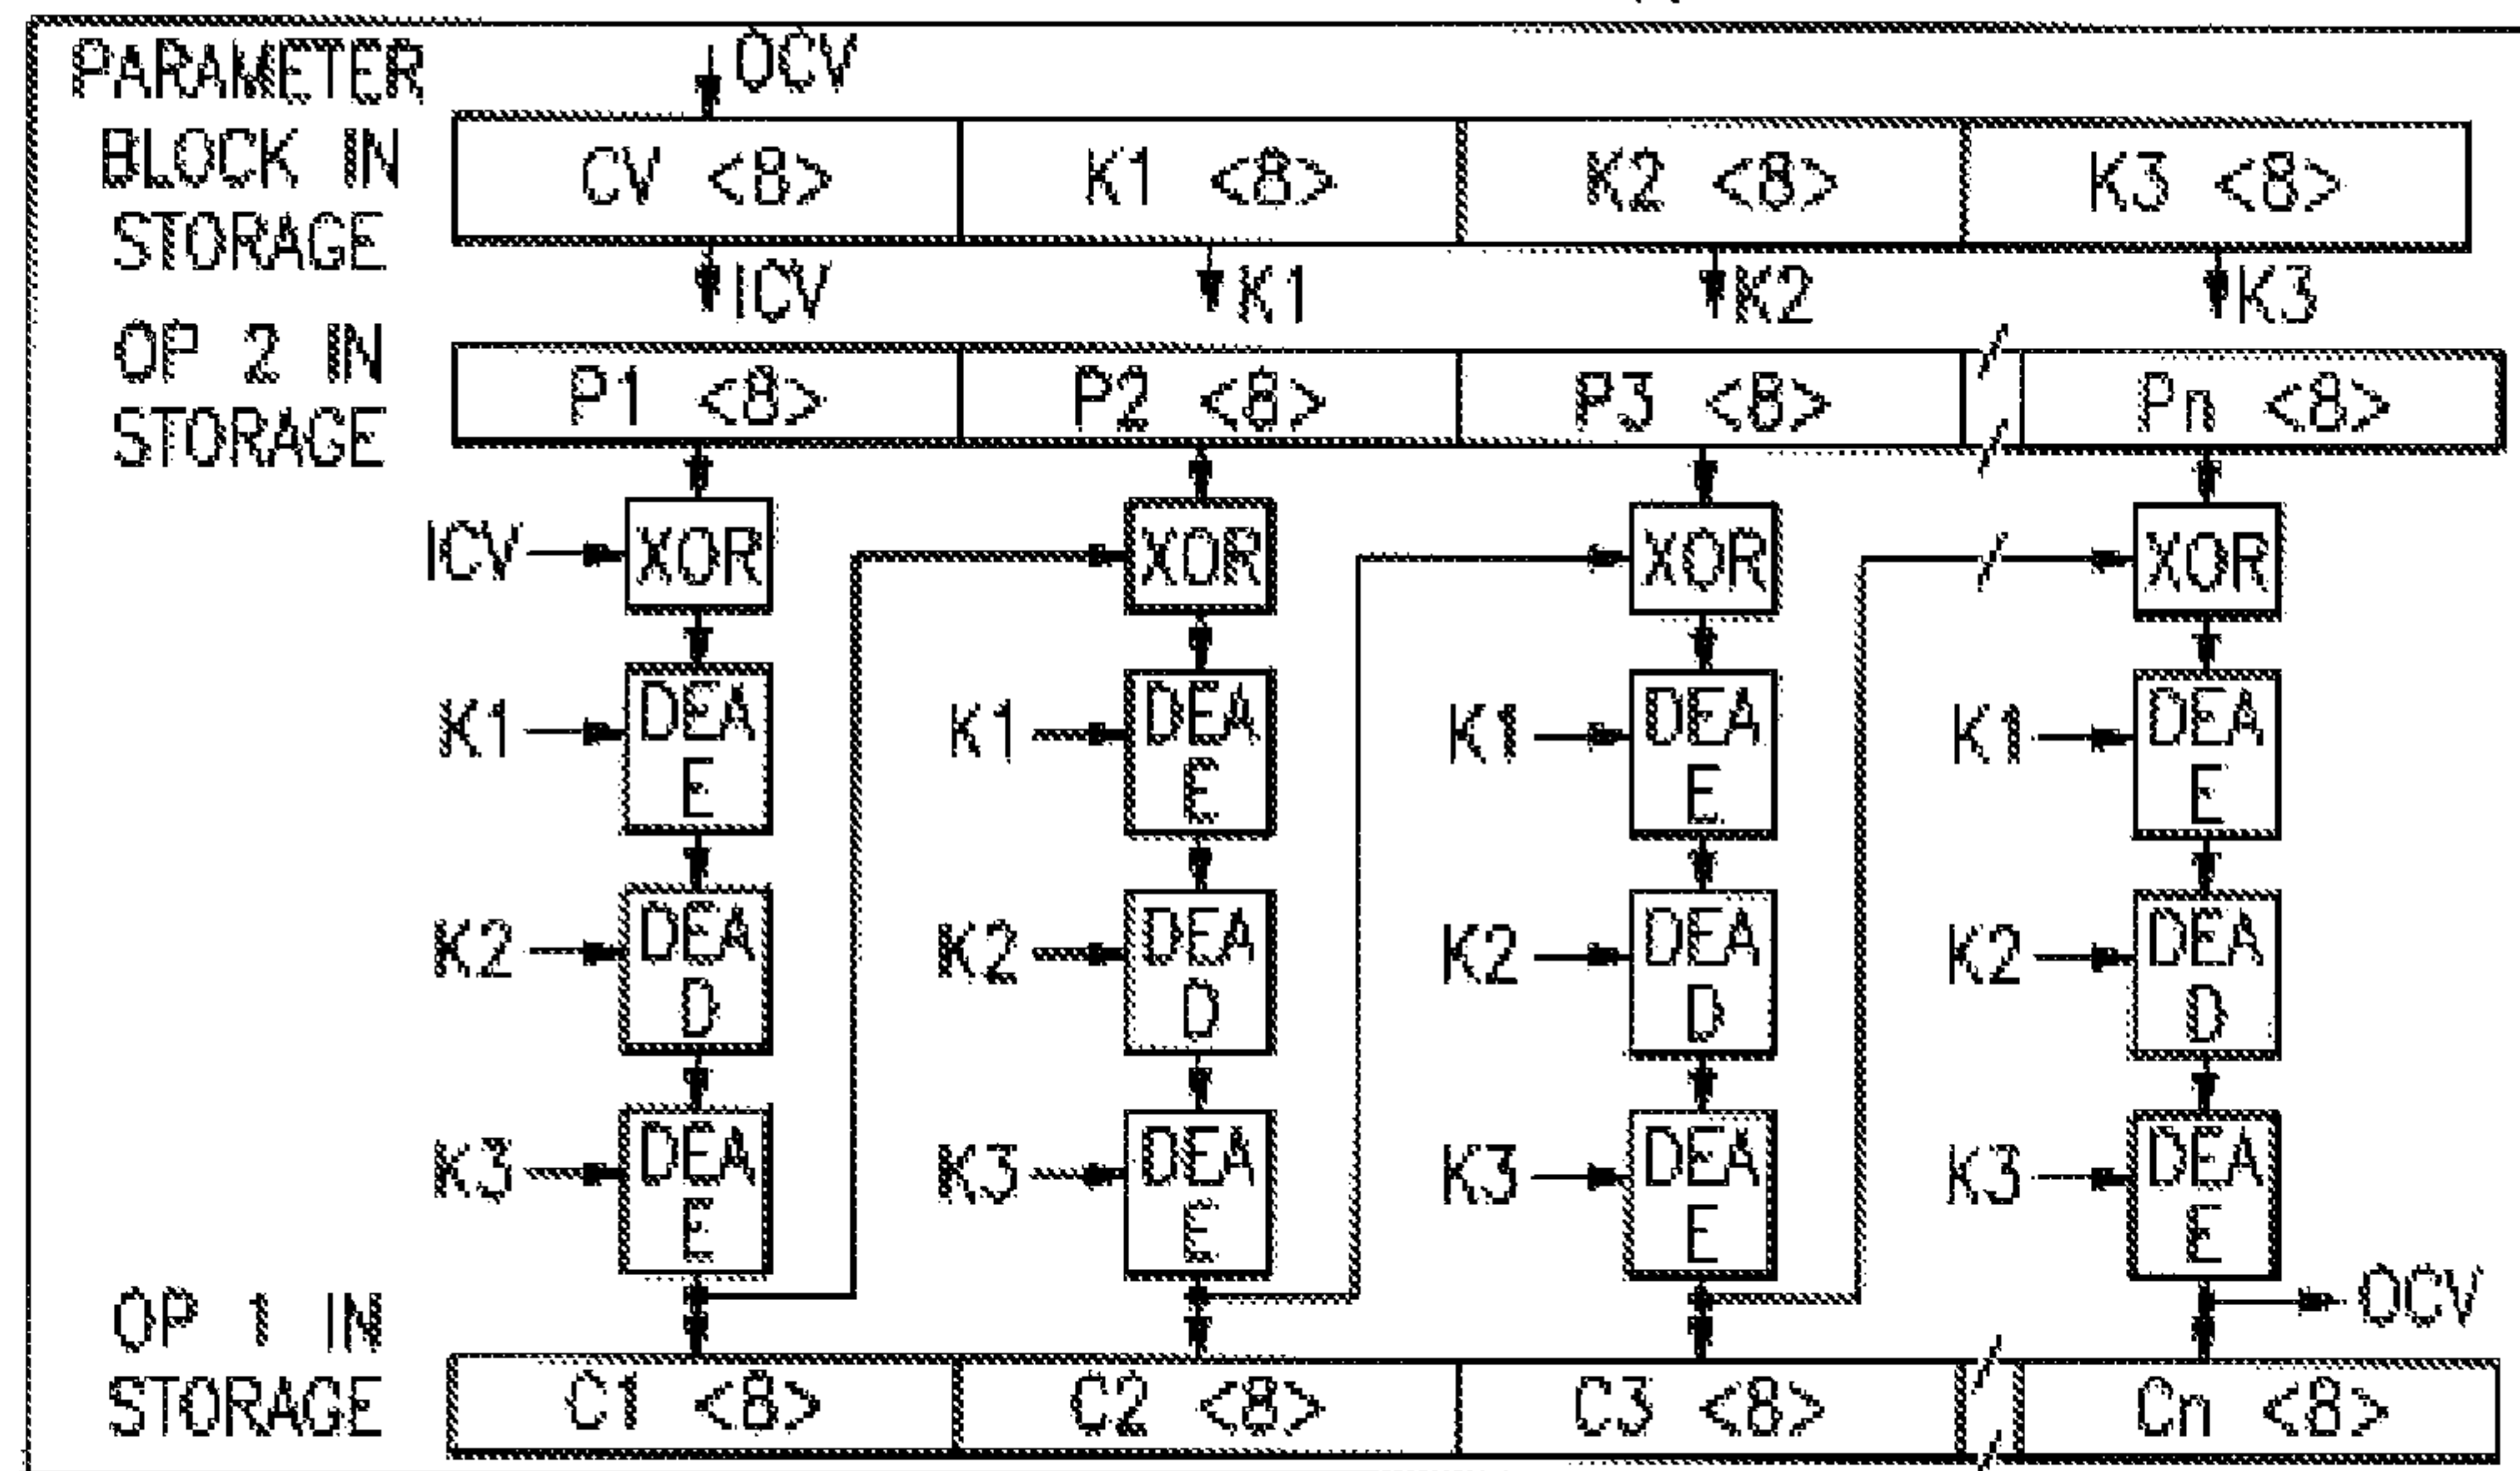 PARAMETER
BLOCK IN
STORAGE
OCV
CV <8> K1 <8> K2 <8> K3 <8>
ICV K1 K2 K3
OP 2 IN
STORAGE
P1 <8> P2 <8> P3 <8> Pn <8>
ICV XOR XOR XOR XOR
K1 DEA K1 DEA K1 DEA K1 DEA
E E E E
K2 DEA K2 DEA K2 DEA K2 DEA
D D D D
K3 DEA K3 DEA K3 DEA K3 DEA
E E E E
OCV
OP 1 IN
STORAGE
C1 <8> C2 <8> C3 <8> Cn <8>